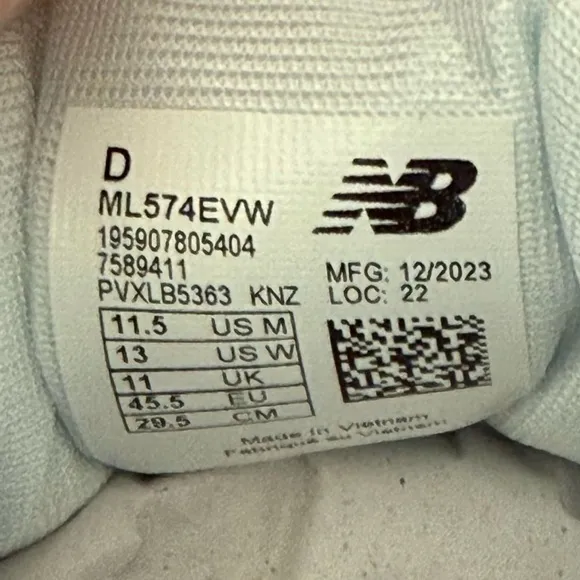 D
ML574EVW
195907805404
7589411
PVXLB5363 KNZ
NB
MFG: 12/2023
LOC: 22
11.5 US M
13 US W
11 UK
45.5 EU
29.5 CM
Made in Vietnam
Fabriqué au Vietnam